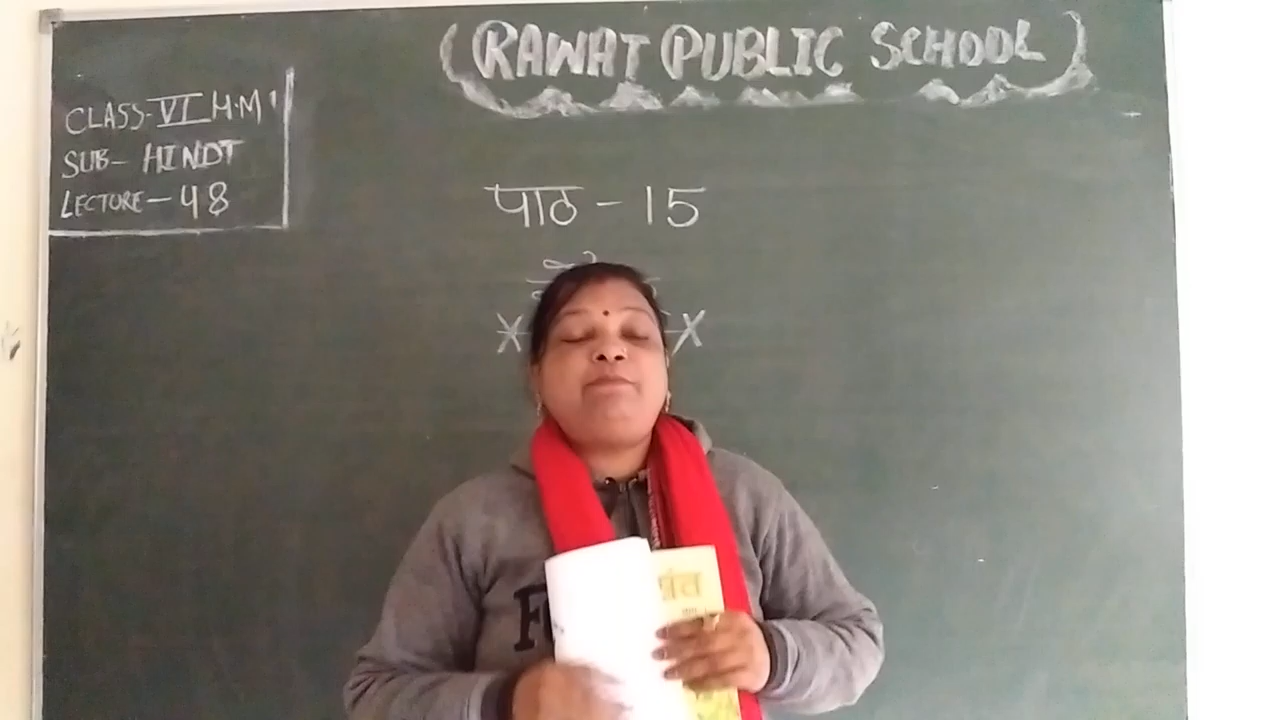 (RAWAT PUBLIC SCHOOL)
CLASS-VI H.M'
SUB- HINDI
LECTURE-48
पाठ - 15